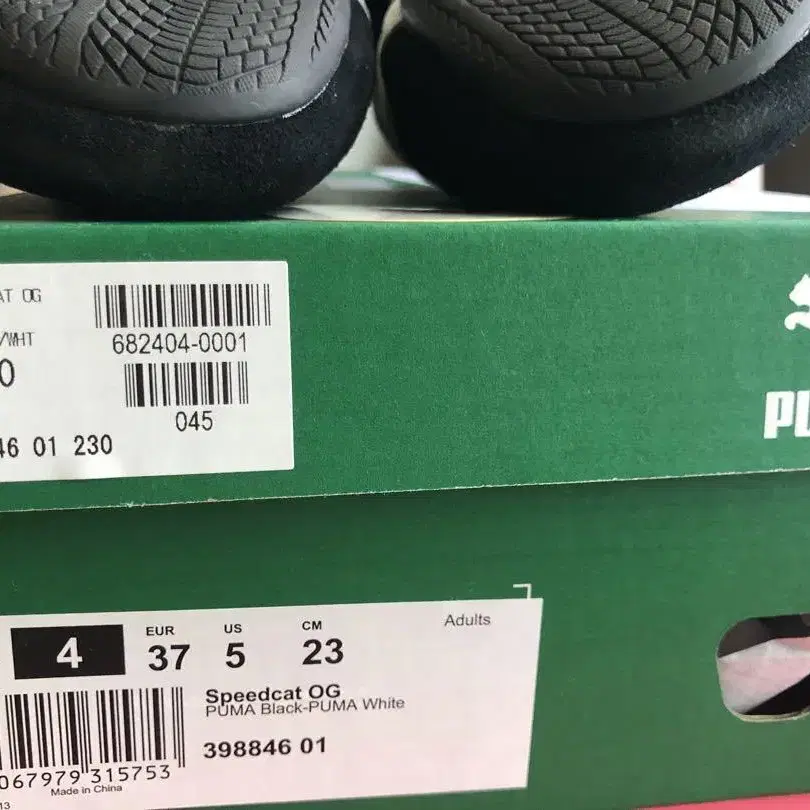 AT OG
/WHT
682404-0001
0
045
46 01 230
PU
Adults
EUR US CM
4 37 5 23
Speedcat OG
PUMA Black-PUMA White
398846 01
067979 315753
Made in China
13